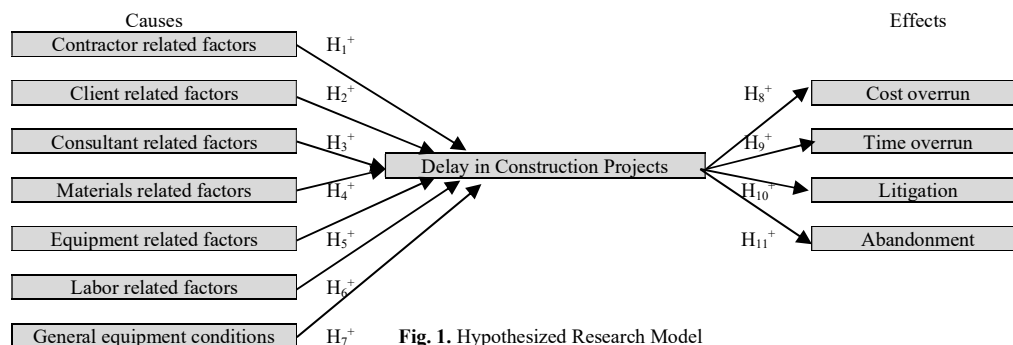 Causes
Effects
Contractor related factors
H₁⁺
Client related factors
H₂⁺
H₈⁺
Cost overrun
Consultant related factors
H₃⁺
H₉⁺
Time overrun
Delay in Construction Projects
Materials related factors
H₄⁺
H₁₀⁺
Litigation
Equipment related factors
H₅⁺
H₁₁⁺
Abandonment
Labor related factors
H₆⁺
General equipment conditions
H₇⁺
Fig. 1. Hypothesized Research Model